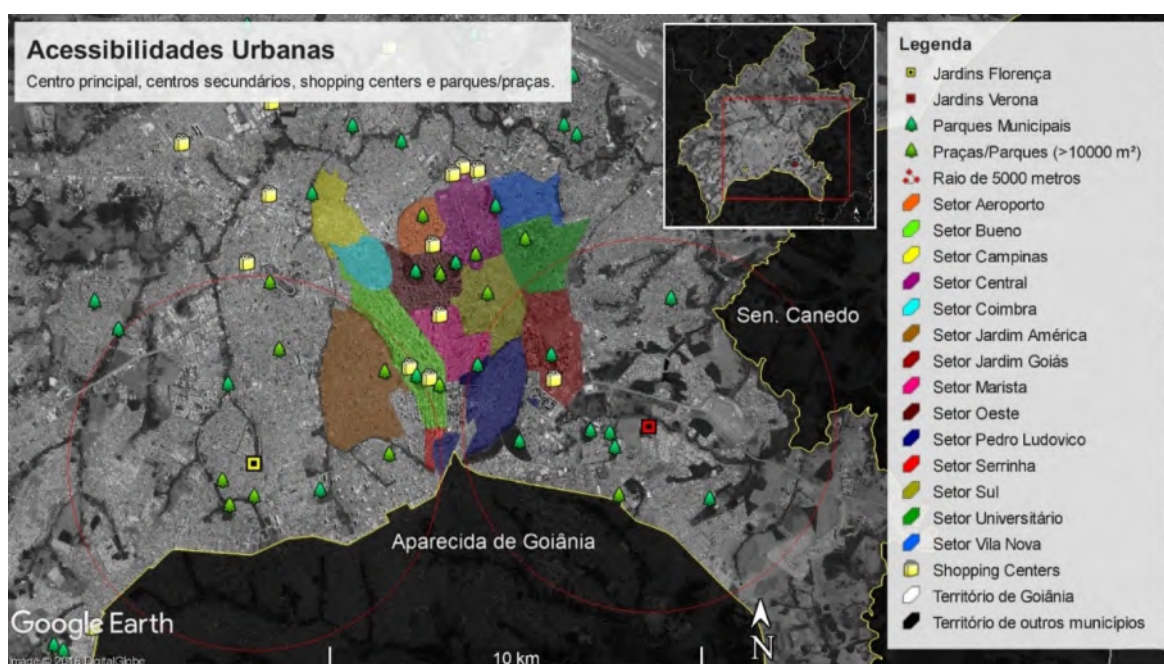 Acessibilidades Urbanas
Centro principal, centros secundários, shopping centers e parques/praças.
Legenda
Jardins Florença
Jardins Verona
Parques Municipais
Praças/Parques (>10000 m²)
Raio de 5000 metros
Setor Aeroporto
Setor Bueno
Setor Campinas
Setor Central
Setor Coimbra
Setor Jardim América
Setor Jardim Goiás
Setor Marista
Setor Oeste
Setor Pedro Ludovico
Setor Serrinha
Setor Sul
Setor Universitário
Setor Vila Nova
Shopping Centers
Território de Goiânia
Território de outros municípios
Sen. Canedo
Aparecida de Goiânia
Google Earth
Image © 2018 DigitalGlobe
10 km
N